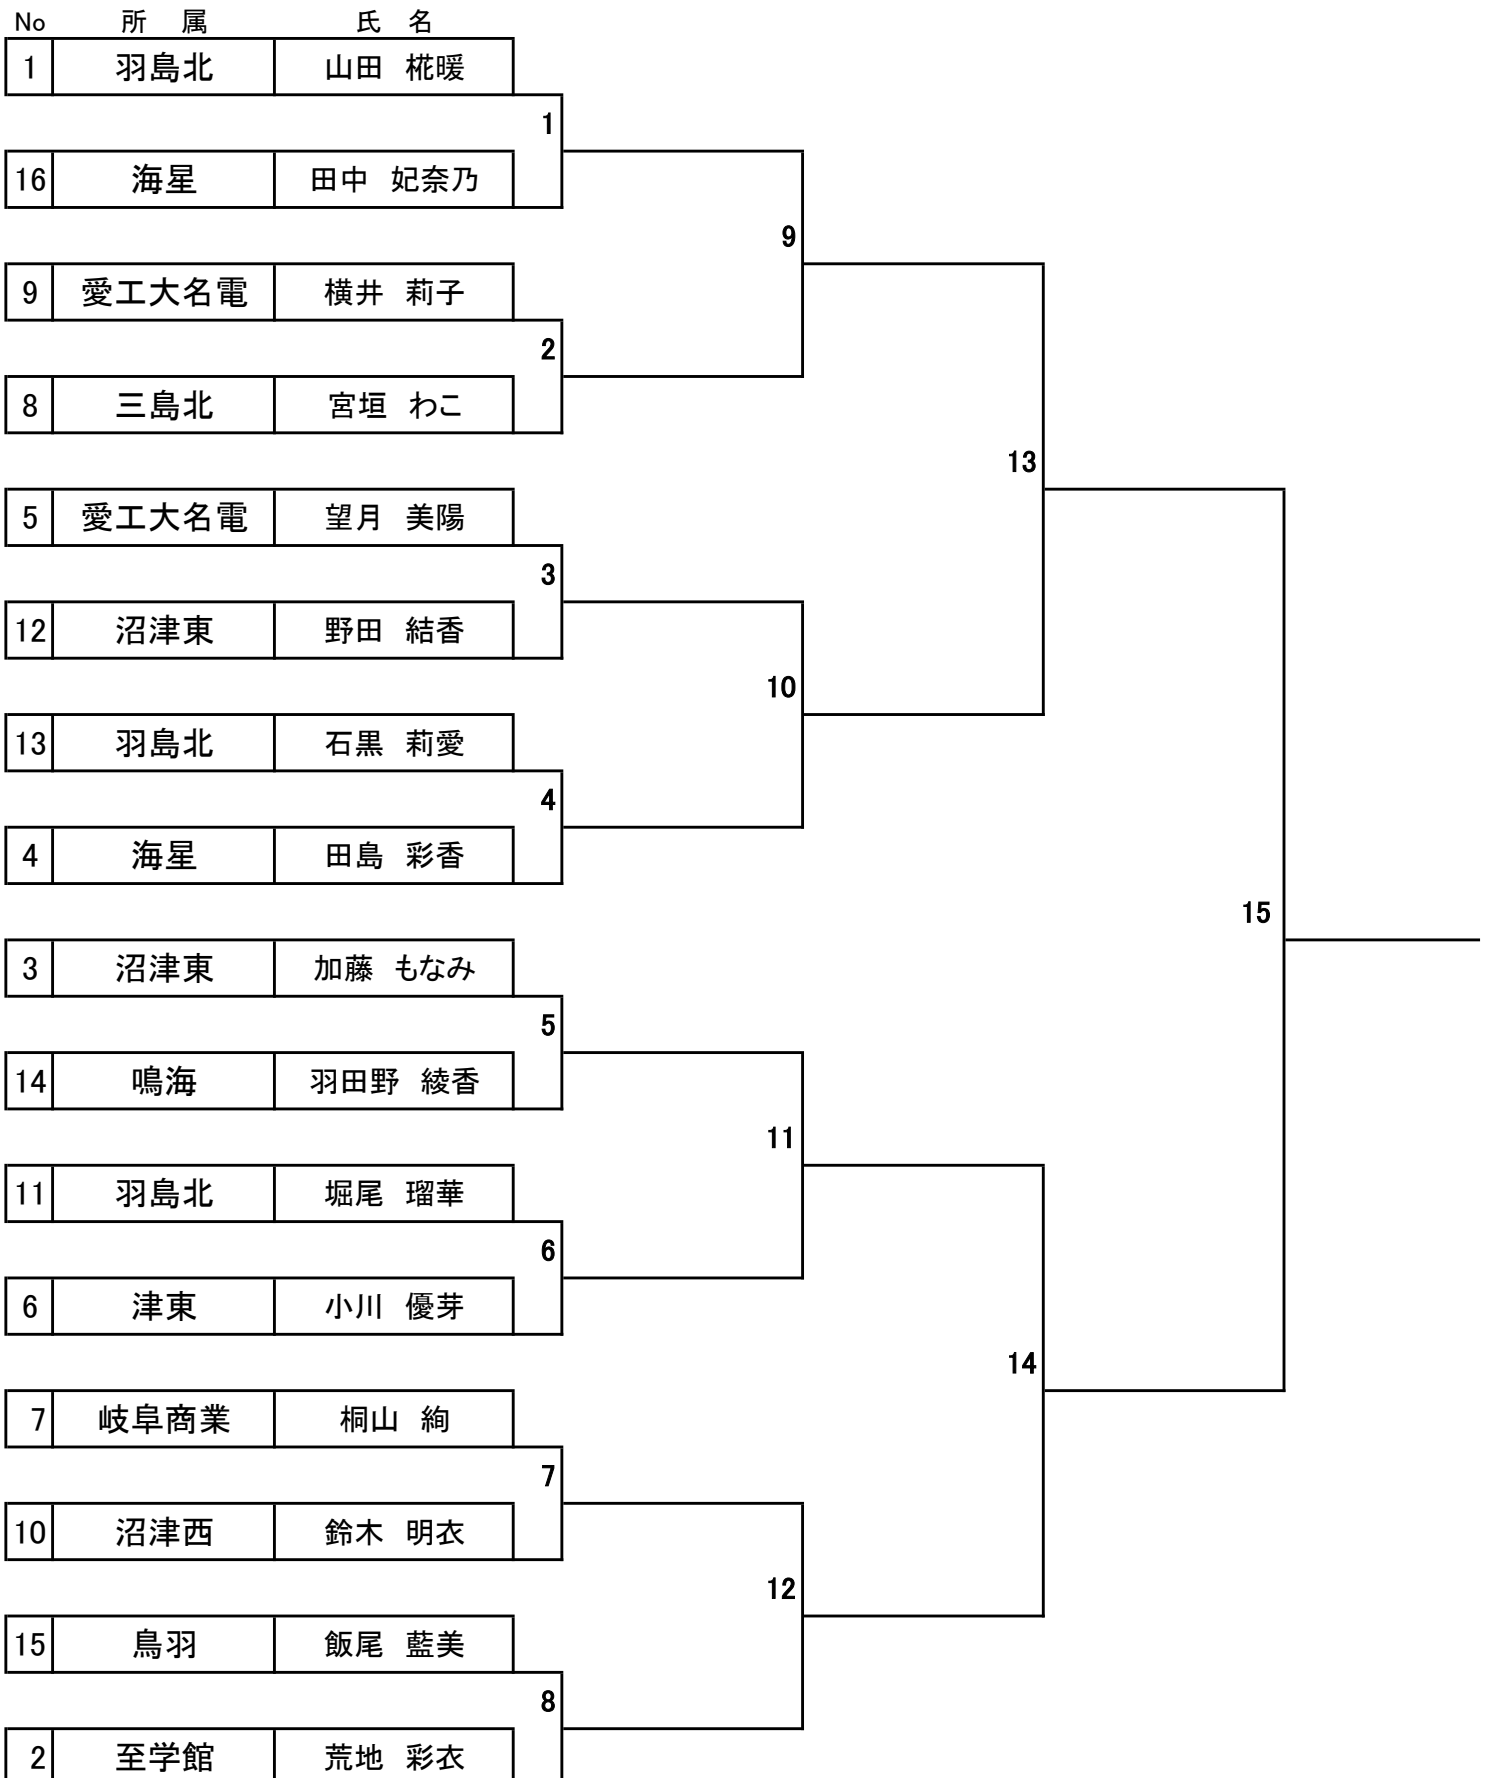 No 所 属 氏 名
1 羽島北 山田 椛暖
1
16 海星 田中 妃奈乃
9
9 愛工大名電 横井 莉子
2
8 三島北 宮垣 わこ
13
5 愛工大名電 望月 美陽
3
12 沼津東 野田 結香
10
13 羽島北 石黒 莉愛
4
4 海星 田島 彩香
15
3 沼津東 加藤 もなみ
5
14 鳴海 羽田野 綾香
11
11 羽島北 堀尾 瑠華
6
6 津東 小川 優芽
14
7 岐阜商業 桐山 絢
7
10 沼津西 鈴木 明衣
12
15 鳥羽 飯尾 藍美
8
2 至学館 荒地 彩衣